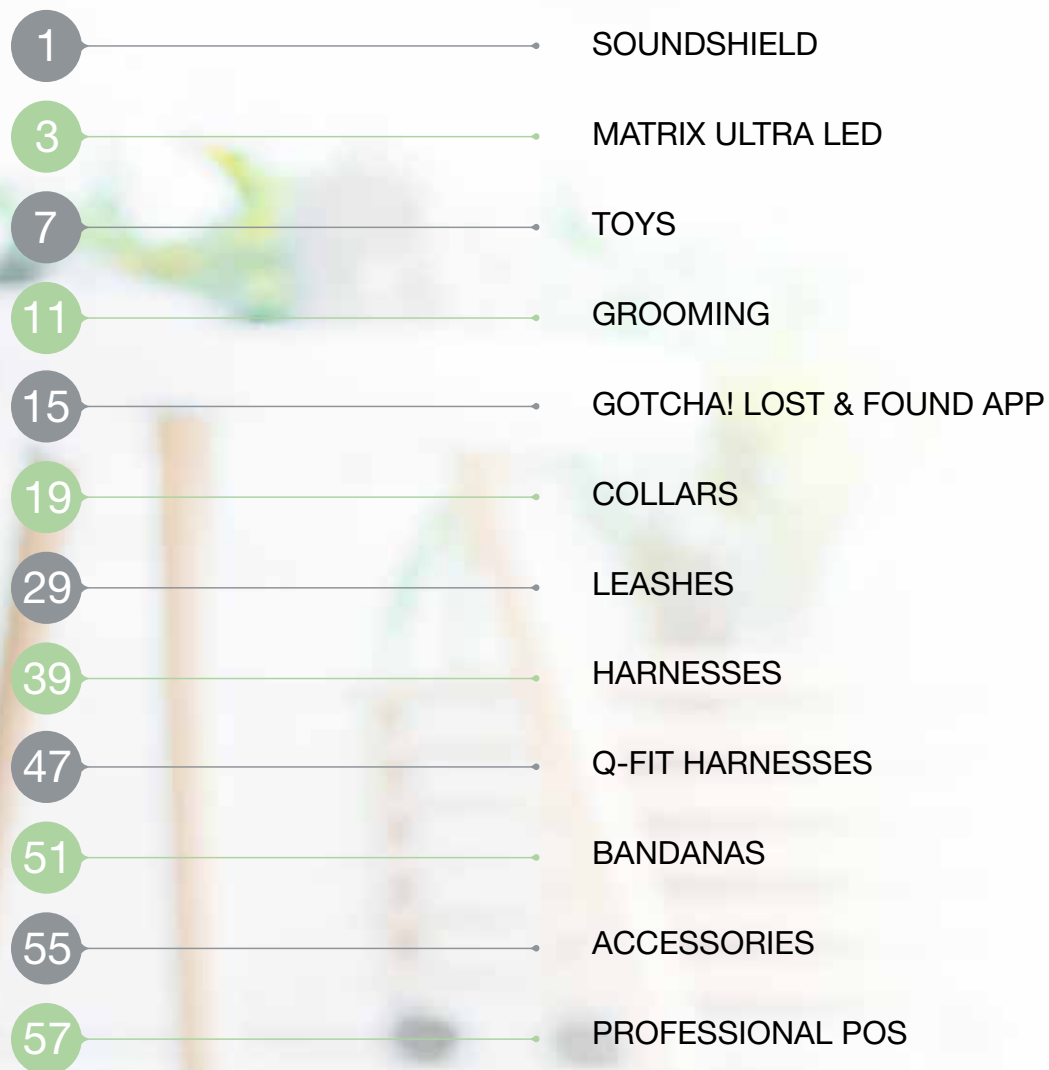 1 SOUNDSHIELD
3 MATRIX ULTRA LED
7 TOYS
11 GROOMING
15 GOTCHA! LOST & FOUND APP
19 COLLARS
29 LEASHES
39 HARNESSES
47 Q-FIT HARNESSES
51 BANDANAS
55 ACCESSORIES
57 PROFESSIONAL POS